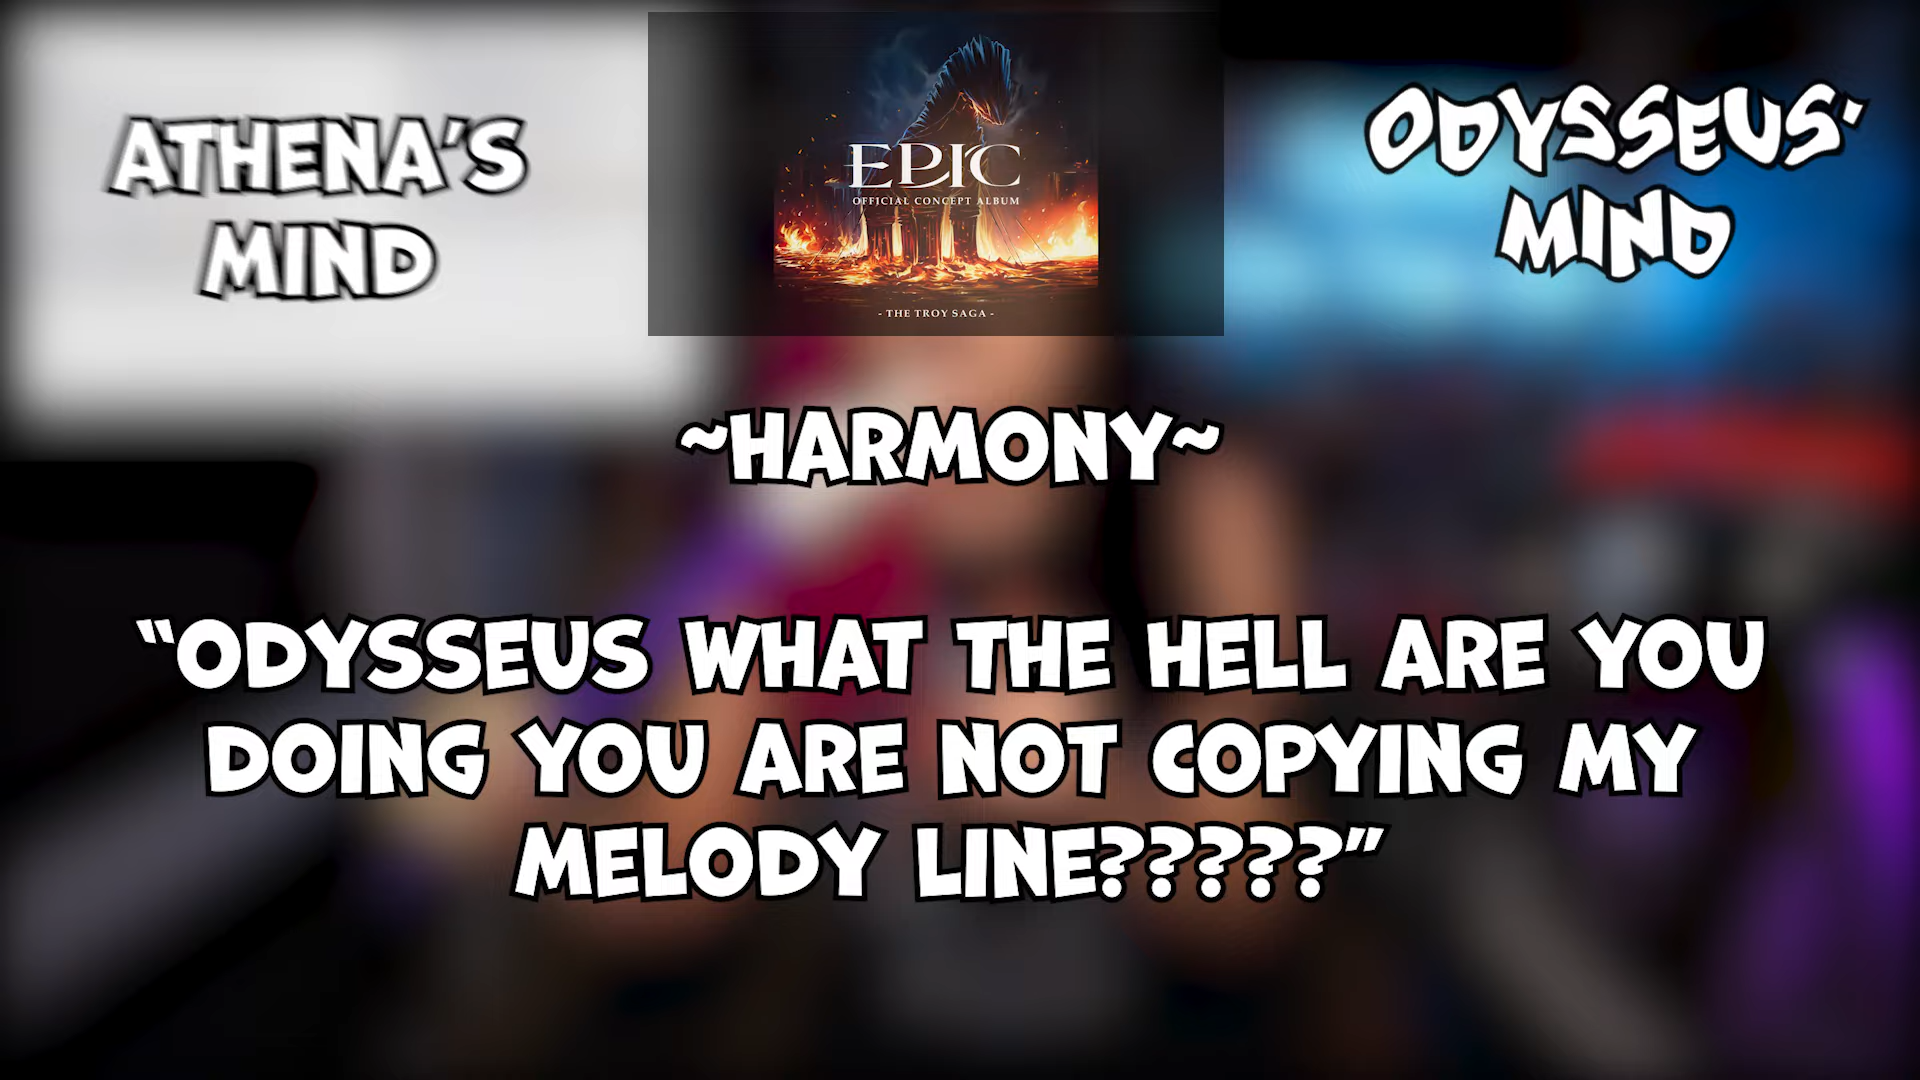 ATHENA'S
MIND
EPIC
OFFICIAL CONCEPT ALBUM
- THE TROY SAGA -
ODYSSEUS'
MIND
~HARMONY~
"ODYSSEUS WHAT THE HELL ARE YOU
DOING YOU ARE NOT COPYING MY
MELODY LINE?????"